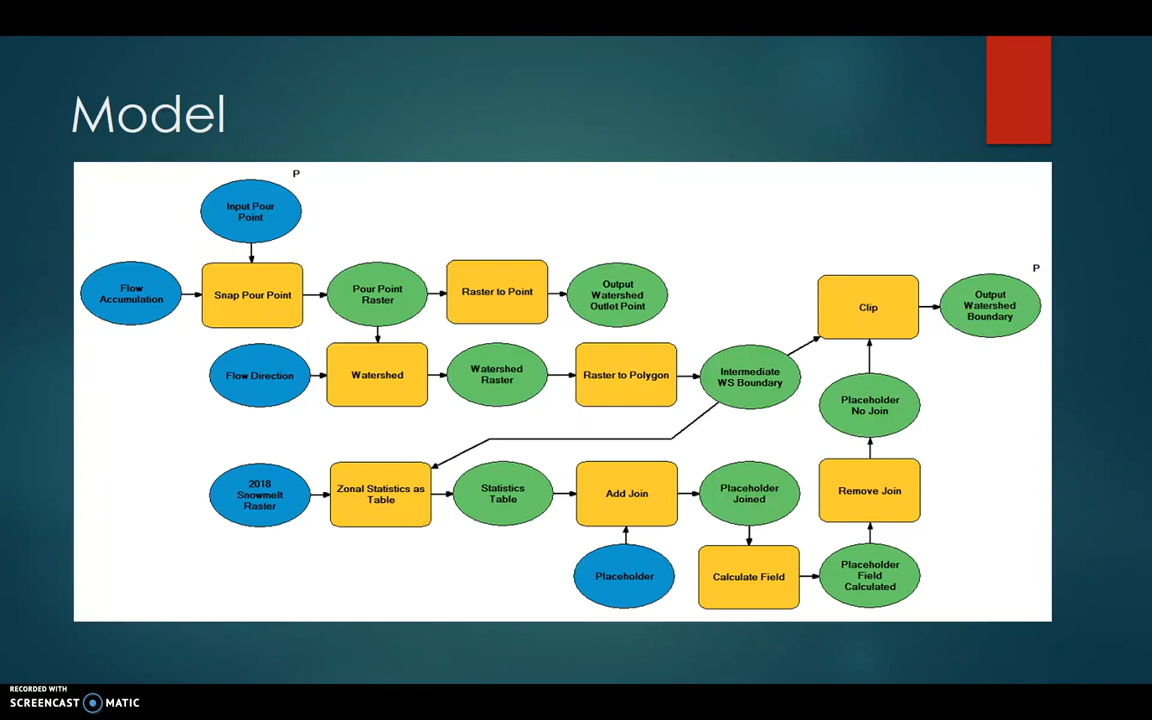 Model
P
Input Pour
Point
Flow
Accumulation
Snap Pour Point
Pour Point
Raster
Raster to Point
Output
Watershed
Outlet Point
Clip
P
Output
Watershed
Boundary
Flow Direction
Watershed
Watershed
Raster
Raster to Polygon
Intermediate
WS Boundary
Placeholder
No Join
2018
Snowmelt
Raster
Zonal Statistics as
Table
Statistics
Table
Add Join
Placeholder
Joined
Remove Join
Placeholder
Calculate Field
Placeholder
Field
Calculated
RECORDED WITH
SCREENCAST MATIC